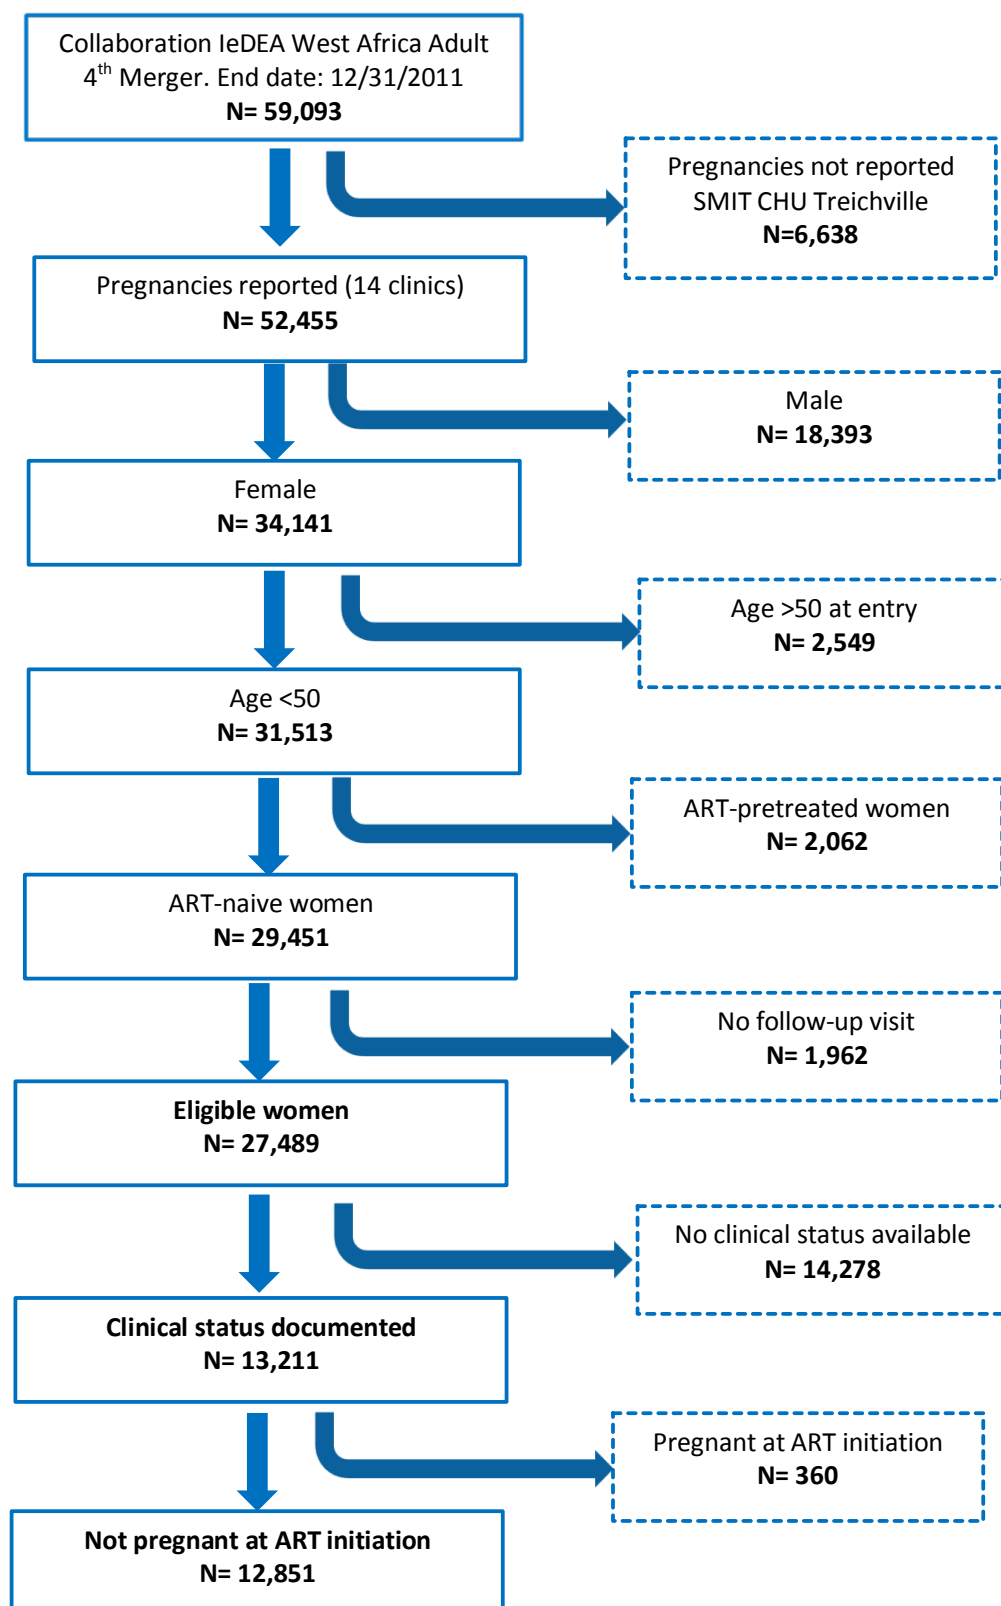 Collaboration IeDEA West Africa Adult
4th Merger. End date: 12/31/2011
N= 59,093
Pregnancies not reported
SMIT CHU Treichville
N=6,638
Pregnancies reported (14 clinics)
N= 52,455
Male
N= 18,393
Female
N= 34,141
Age >50 at entry
N= 2,549
Age <50
N= 31,513
ART-pretreated women
N= 2,062
ART-naive women
N= 29,451
No follow-up visit
N= 1,962
Eligible women
N= 27,489
No clinical status available
N= 14,278
Clinical status documented
N= 13,211
Pregnant at ART initiation
N= 360
Not pregnant at ART initiation
N= 12,851